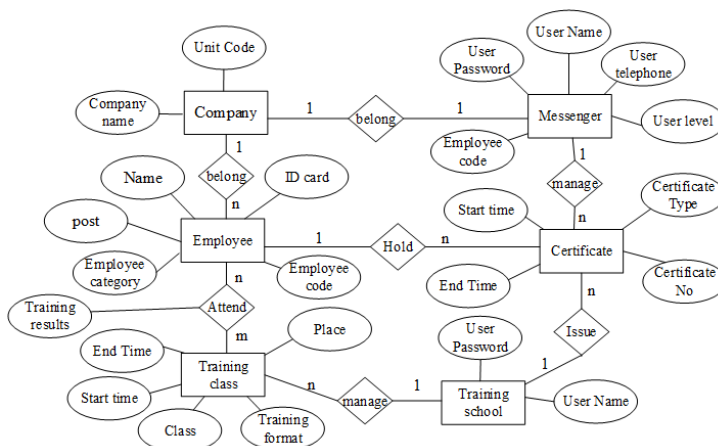 User Name
Unit Code
User
Password
User
telephone
Company
name
Company
1
belong
1
Messenger
User level
Employee
code
1
belong
n
1
manage
n
Name
ID card
Certificate
Type
post
Start time
Employee
1
Hold
n
Certificate
Employee
category
Employee
code
End Time
Certificate
No
n
n
Training
results
Attend
m
Place
User
Password
Issue
End Time
Training
class
n
manage
1
1
Training
school
Start time
User Name
Class
Training
format